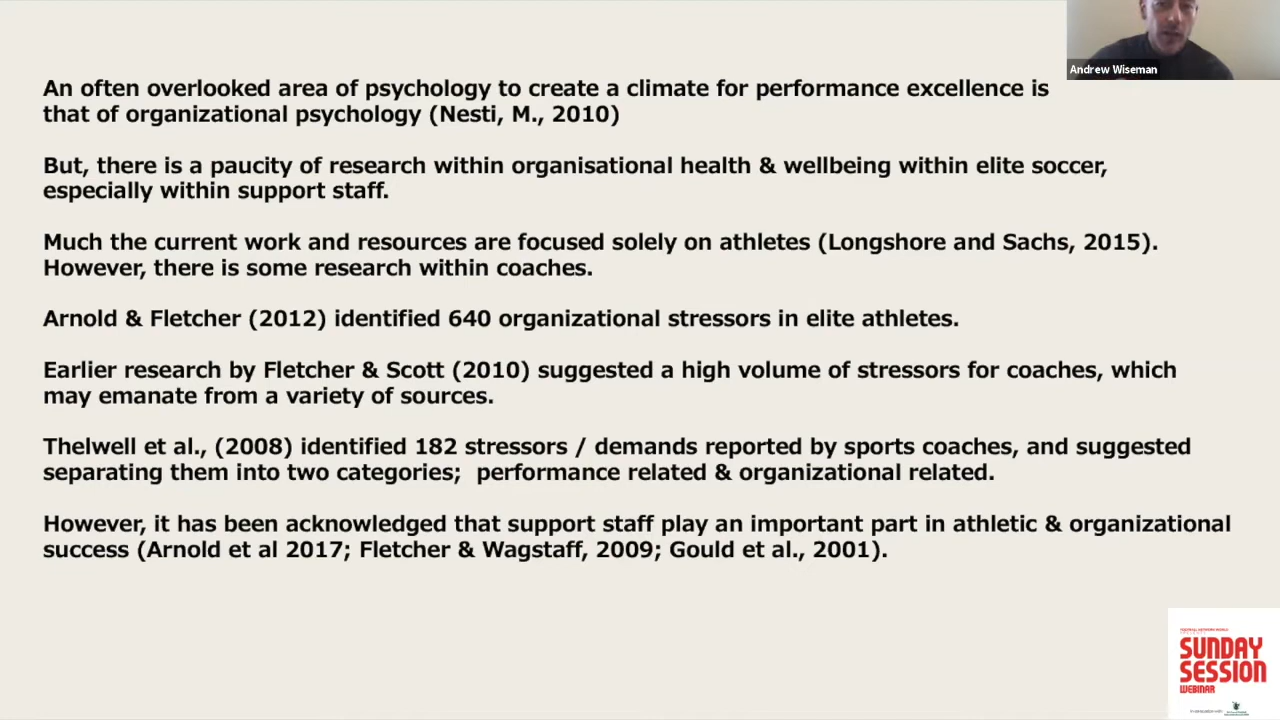 Andrew Wiseman
An often overlooked area of psychology to create a climate for performance excellence is
that of organizational psychology (Nesti, M., 2010)
But, there is a paucity of research within organisational health & wellbeing within elite soccer,
especially within support staff.
Much the current work and resources are focused solely on athletes (Longshore and Sachs, 2015).
However, there is some research within coaches.
Arnold & Fletcher (2012) identified 640 organizational stressors in elite athletes.
Earlier research by Fletcher & Scott (2010) suggested a high volume of stressors for coaches, which
may emanate from a variety of sources.
Thelwell et al., (2008) identified 182 stressors / demands reported by sports coaches, and suggested
separating them into two categories;  performance related & organizational related.
However, it has been acknowledged that support staff play an important part in athletic & organizational
success (Arnold et al 2017; Fletcher & Wagstaff, 2009; Gould et al., 2001).
SUNDAY
SESSION
WEBINAR